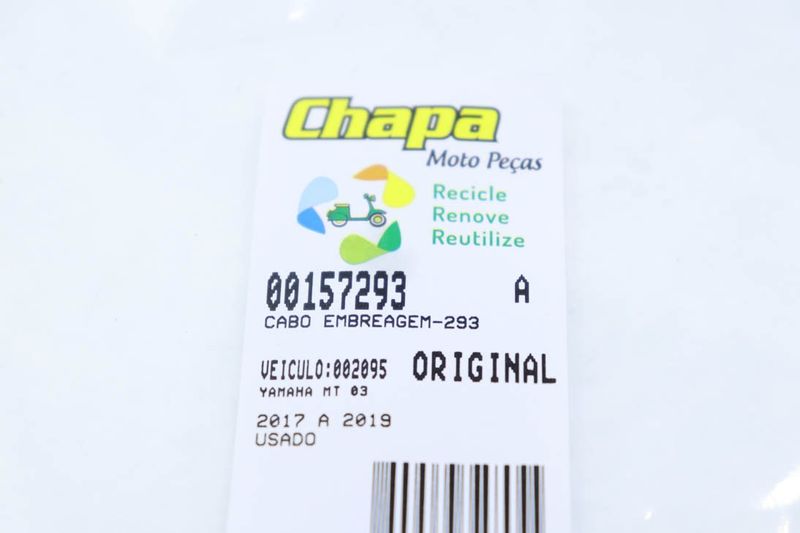 Chapa
Moto Peças
Recicle
Renove
Reutilize
00157293 A
CABO EMBREAGEM-293
VEICULO:002095 ORIGINAL
YAMAHA MT 03
2017 A 2019
USADO